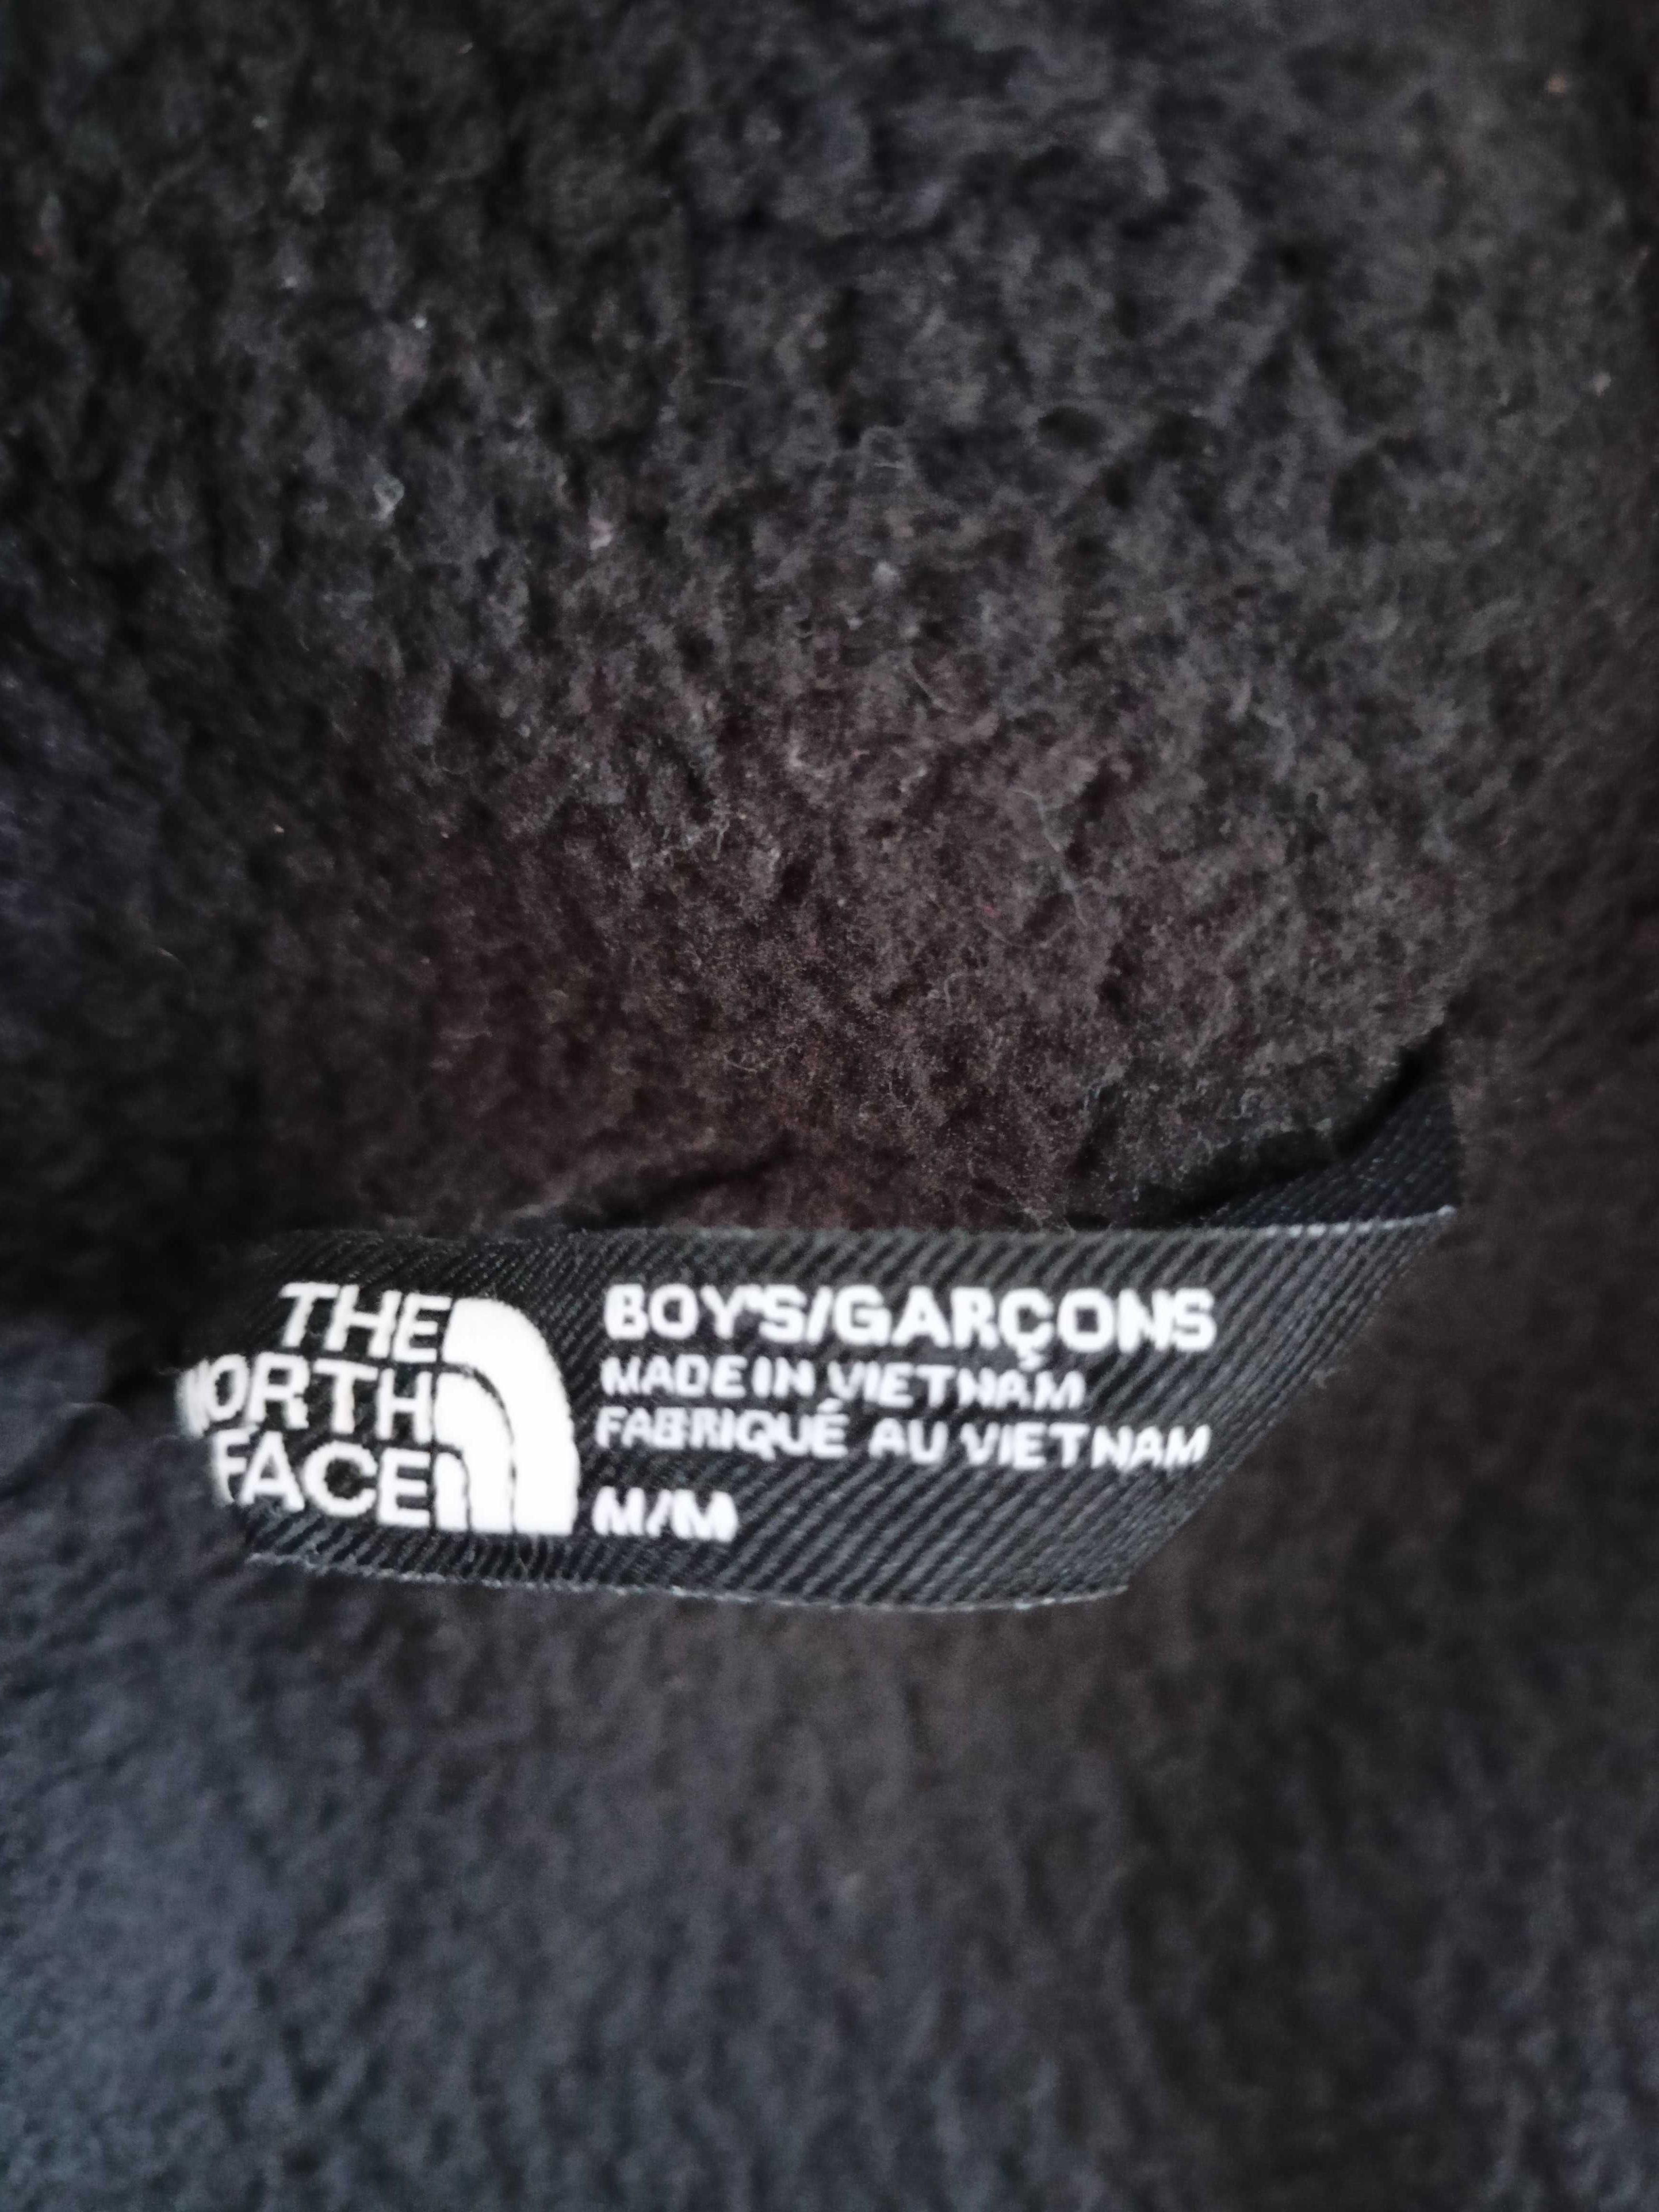 THE
NORTH
FACE
BOY'S/GARÇONS
MADE IN VIETNAM
FABRIQUÉ AU VIETNAM
M/M